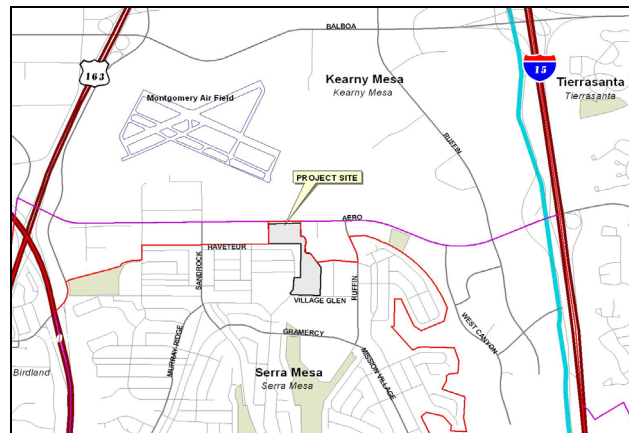 BALBOA
163
Kearny Mesa
Kearny Mesa
15
Tierrasanta
Tierrasanta
Montgomery Air Field
RUFFIN
PROJECT SITE
AERO
HAVETEUR
SANDROCK
RUFFIN
VILLAGE GLEN
WEST CANYON
GRAMERCY
MURRAY RIDGE
MISSION VILLAGE
Birdland
Serra Mesa
Serra Mesa